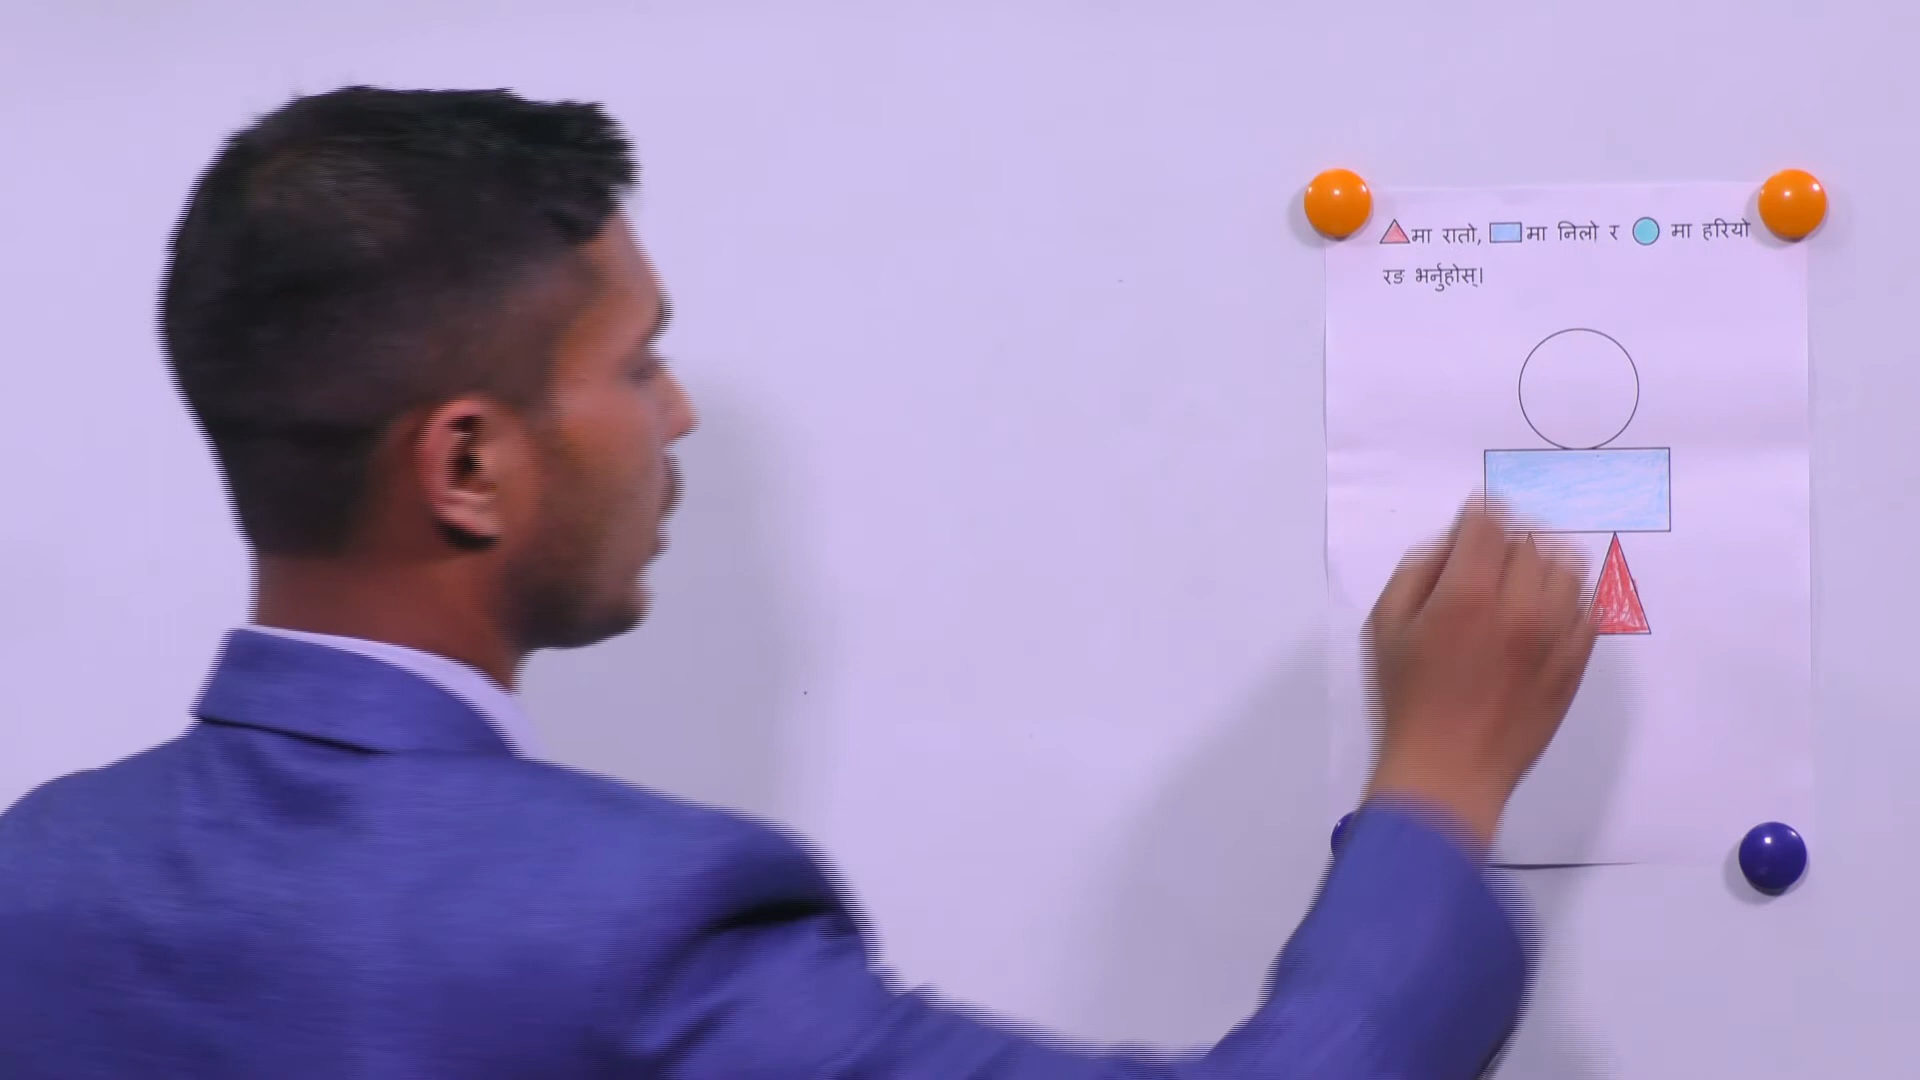 मा रातो, मा निलो र मा हरियो
रङ भर्नुहोस्।